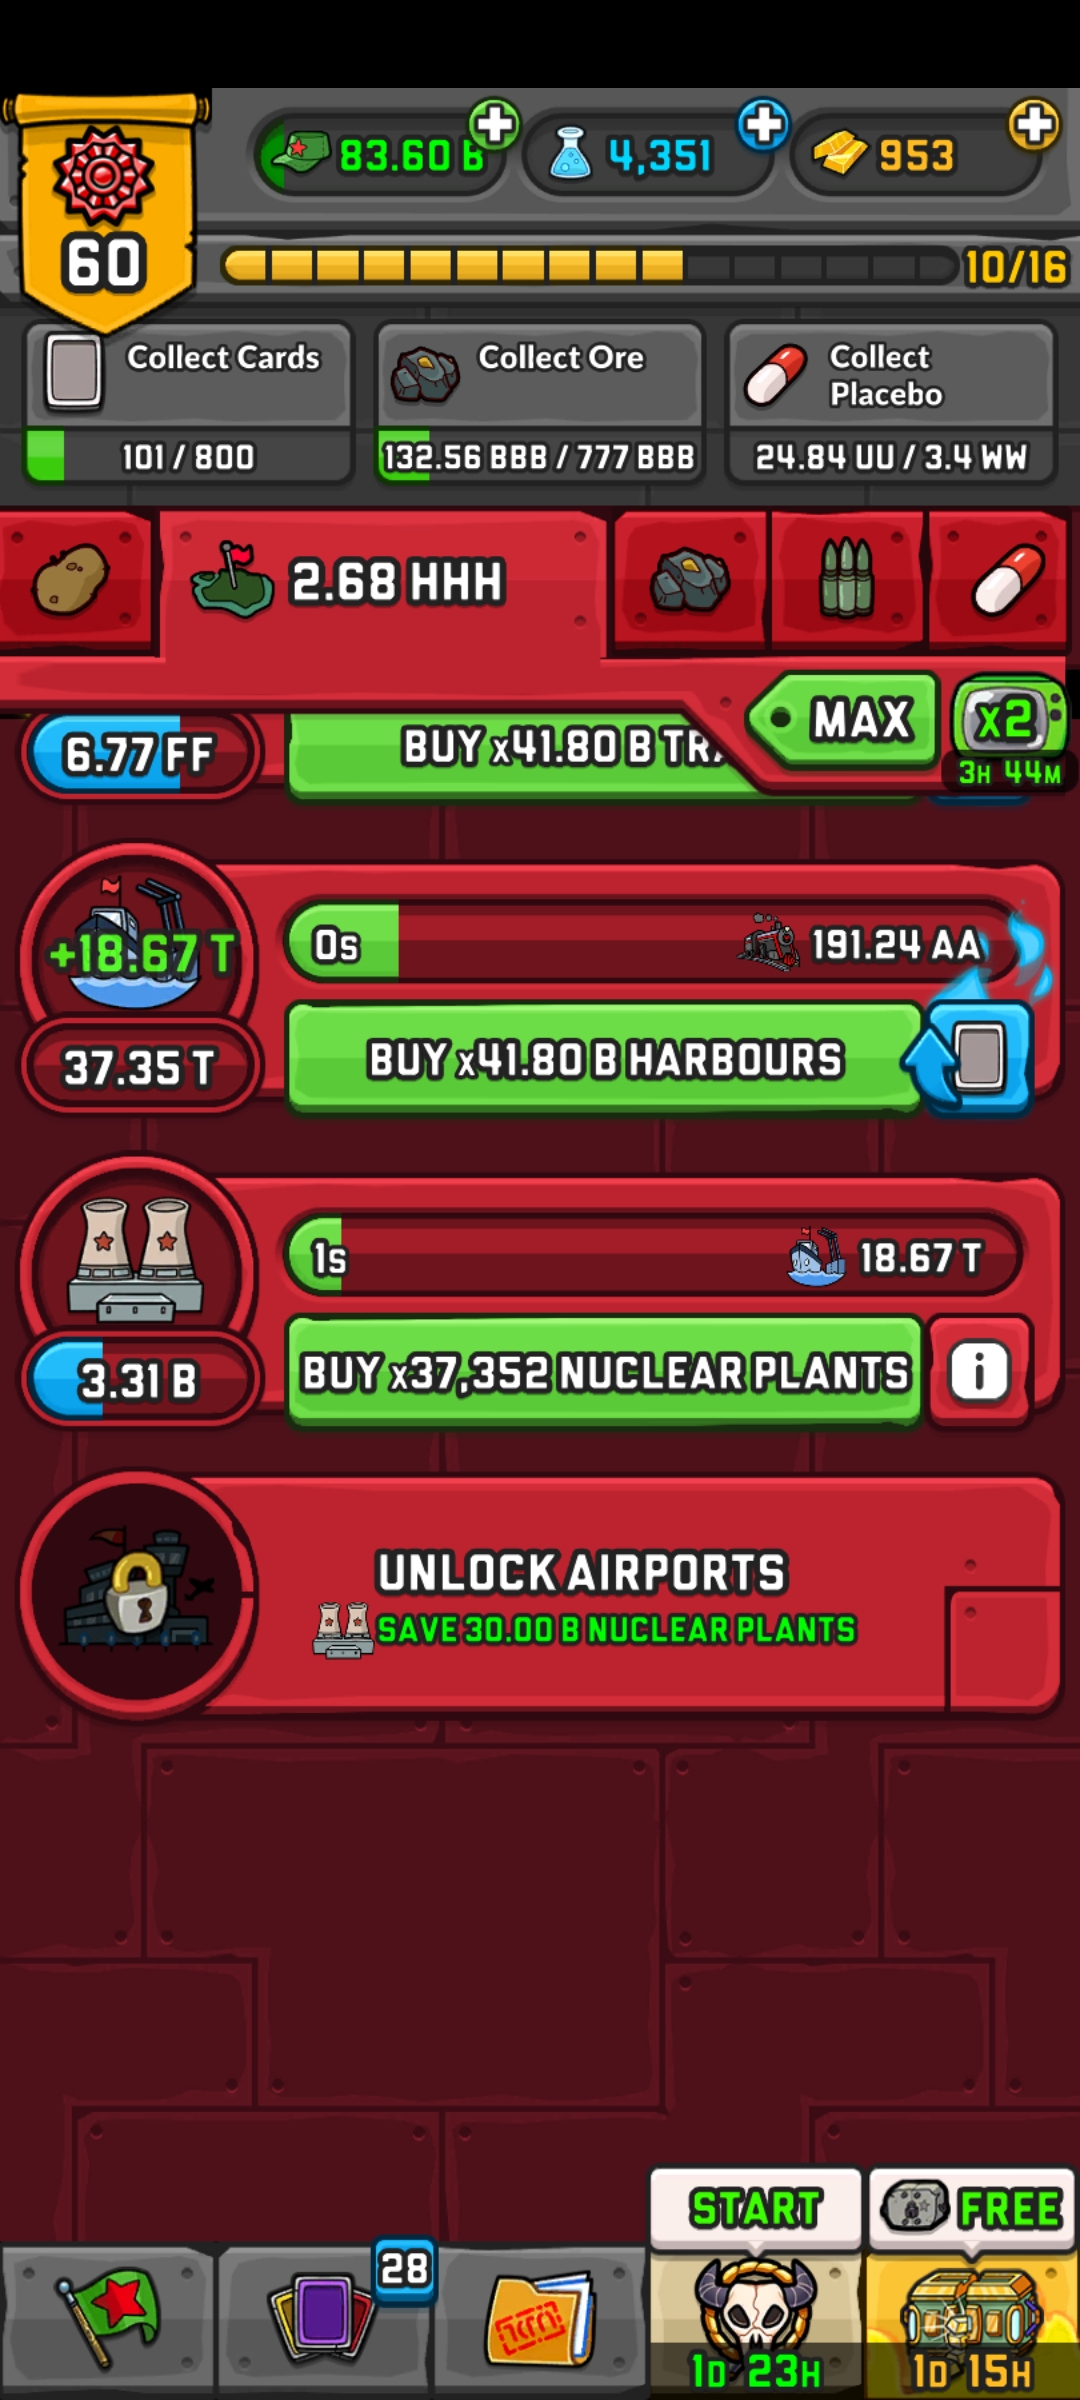 83.60 B
4,351
953
60
10/16
Collect Cards
101 / 800
Collect Ore
132.56 BBB / 777 BBB
Collect
Placebo
24.84 UU / 3.4 WW
2.68 HHH
MAX
x2
3H 44M
6.77 FF
BUY x41.80 B
+18.67 T
0s
191.24 AA
37.35 T
BUY x41.80 B HARBOURS
1s
18.67 T
3.31 B
BUY x37,352 NUCLEAR PLANTS
i
UNLOCK AIRPORTS
SAVE 30.00 B NUCLEAR PLANTS
START
FREE
28
1D 23H
1D 15H